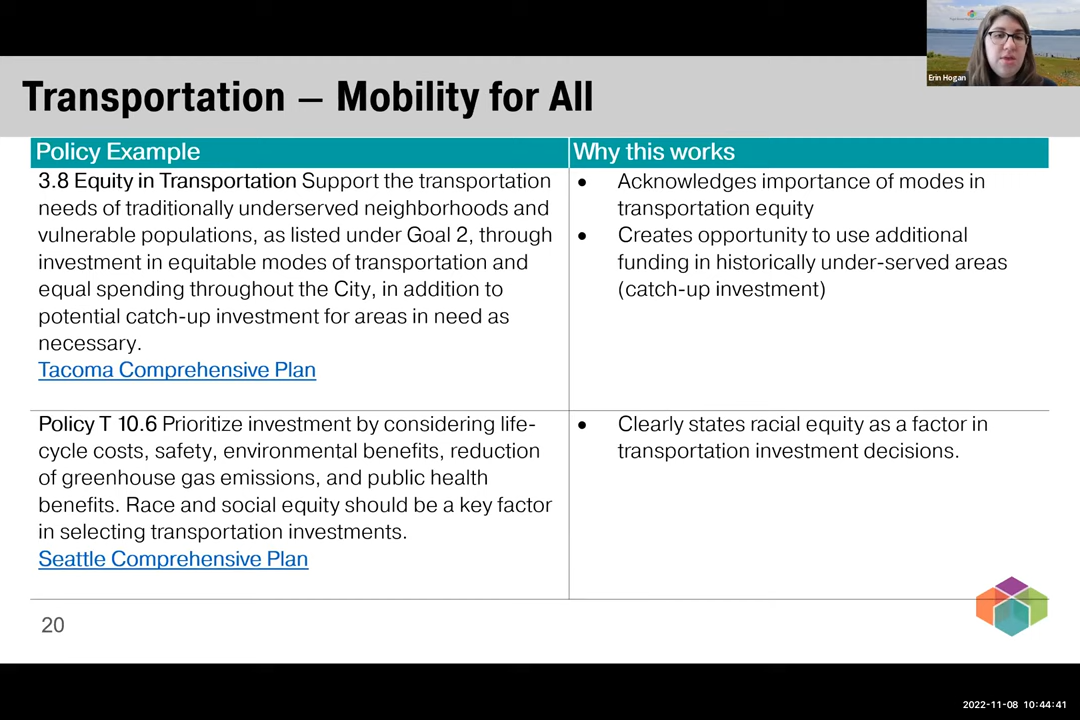 Erin Hogan
Transportation – Mobility for All
Policy Example
Why this works
3.8 Equity in Transportation Support the transportation
needs of traditionally underserved neighborhoods and
vulnerable populations, as listed under Goal 2, through
investment in equitable modes of transportation and
equal spending throughout the City, in addition to
potential catch-up investment for areas in need as
necessary.
Tacoma Comprehensive Plan
• Acknowledges importance of modes in
transportation equity
• Creates opportunity to use additional
funding in historically under-served areas
(catch-up investment)
Policy T 10.6 Prioritize investment by considering life-
cycle costs, safety, environmental benefits, reduction
of greenhouse gas emissions, and public health
benefits. Race and social equity should be a key factor
in selecting transportation investments.
Seattle Comprehensive Plan
• Clearly states racial equity as a factor in
transportation investment decisions.
20
2022-11-08 10:44:41